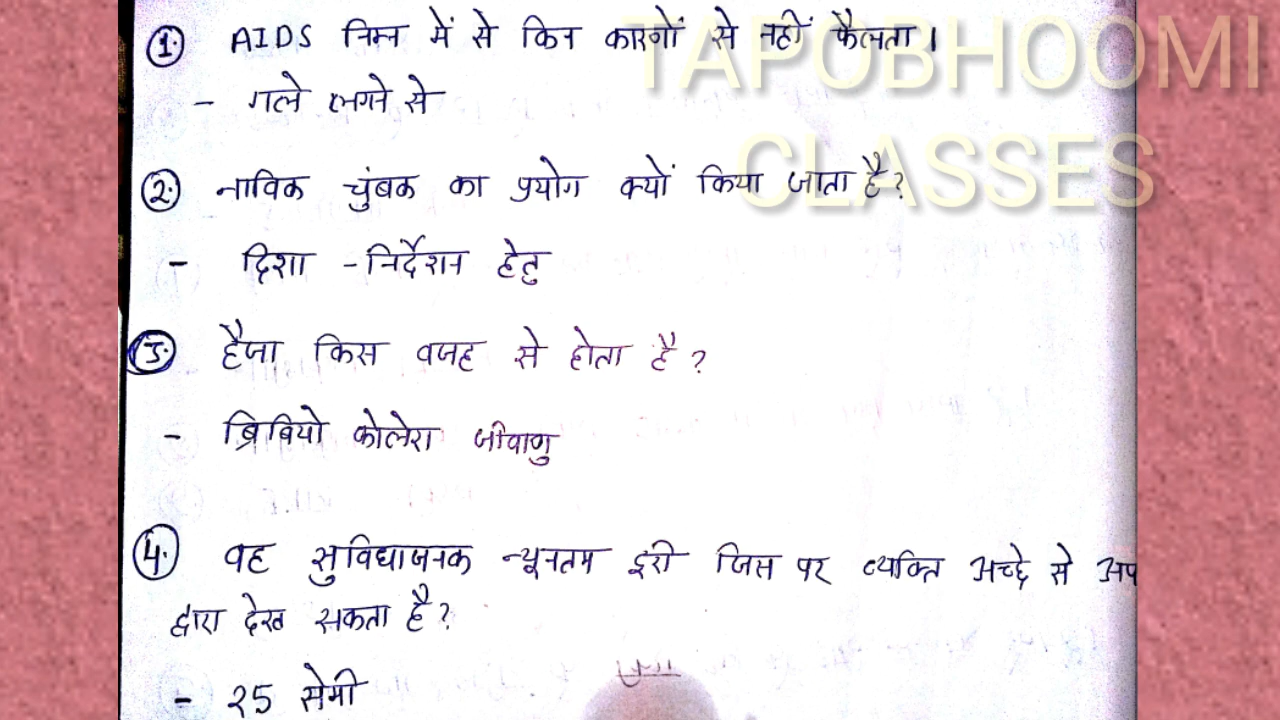 TAPOBHOOMI
CLASSES
1. AIDS निम्न में से किन कारणों से नहीं फैलता।
- गले लगने से
2. नाविक चुंबक का प्रयोग क्यों किया जाता है?
- दिशा - निर्देशन हेतु
3. हैजा किस वजह से होता है?
- बिबियो कोलेरा जीवाणु
4. वह सुविधाजनक न्यूनतम दूरी जिस पर व्यक्ति अच्छे से अप
द्वारा देख सकता है?
- 25 सेमी